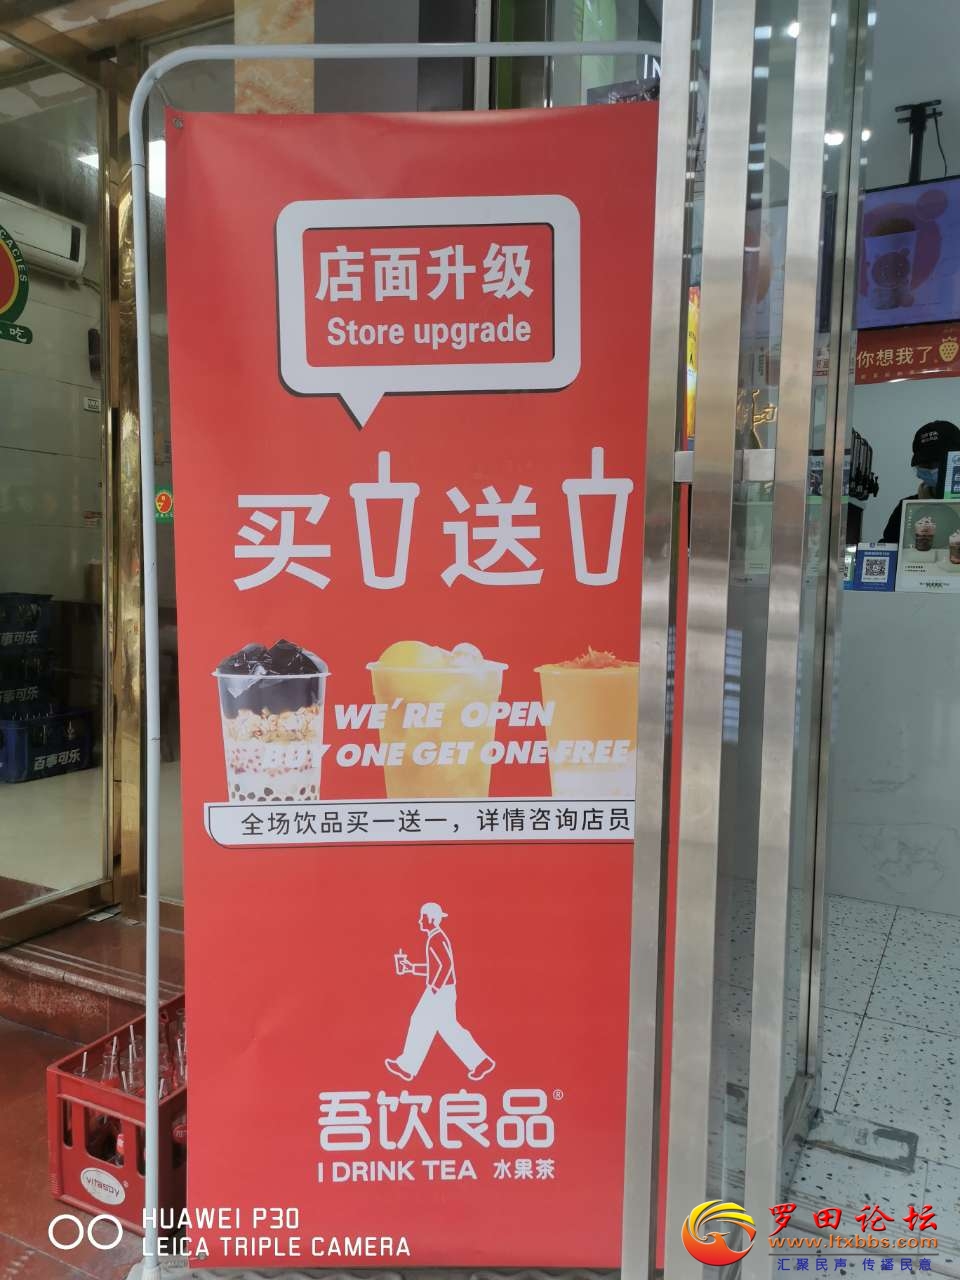 店面升级
Store upgrade
买 送
WE'RE OPEN
BUY ONE GET ONE FREE
全场饮品买一送一，详情咨询店员
吾饮良品®
I DRINK TEA 水果茶
你想我了
百事可乐
百事可乐
vitasoy
吃
HUAWEI P30
LEICA TRIPLE CAMERA
罗田论坛
www.ltxbbs.com
汇聚民声 传播民意